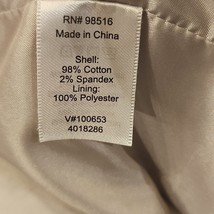 RN# 98516
Made in China
Shell:
98% Cotton
2% Spandex
Lining:
100% Polyester
V#100653
4018286